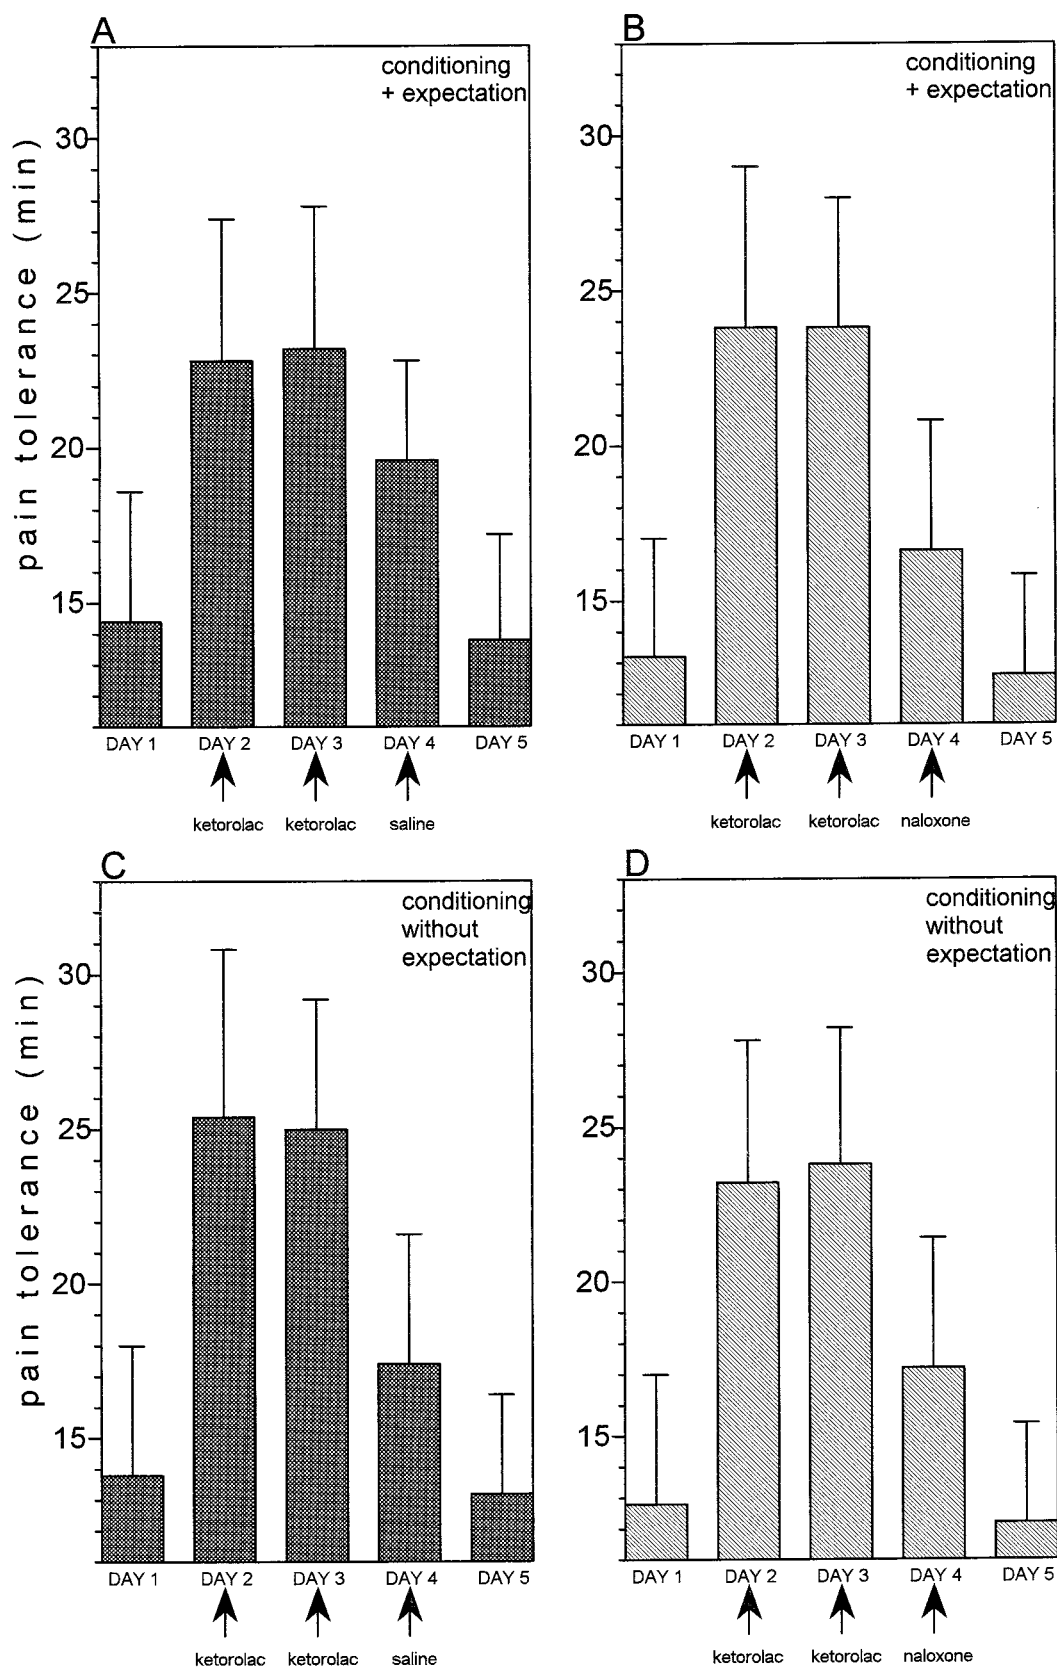 A
conditioning
+ expectation
pain tolerance (min)
30
25
20
15
DAY 1 DAY 2 DAY 3 DAY 4 DAY 5
ketorolac ketorolac saline
B
conditioning
+ expectation
30
25
20
15
DAY 1 DAY 2 DAY 3 DAY 4 DAY 5
ketorolac ketorolac naloxone
C
conditioning
without
expectation
pain tolerance (min)
30
25
20
15
DAY 1 DAY 2 DAY 3 DAY 4 DAY 5
ketorolac ketorolac saline
D
conditioning
without
expectation
30
25
20
15
DAY 1 DAY 2 DAY 3 DAY 4 DAY 5
ketorolac ketorolac naloxone